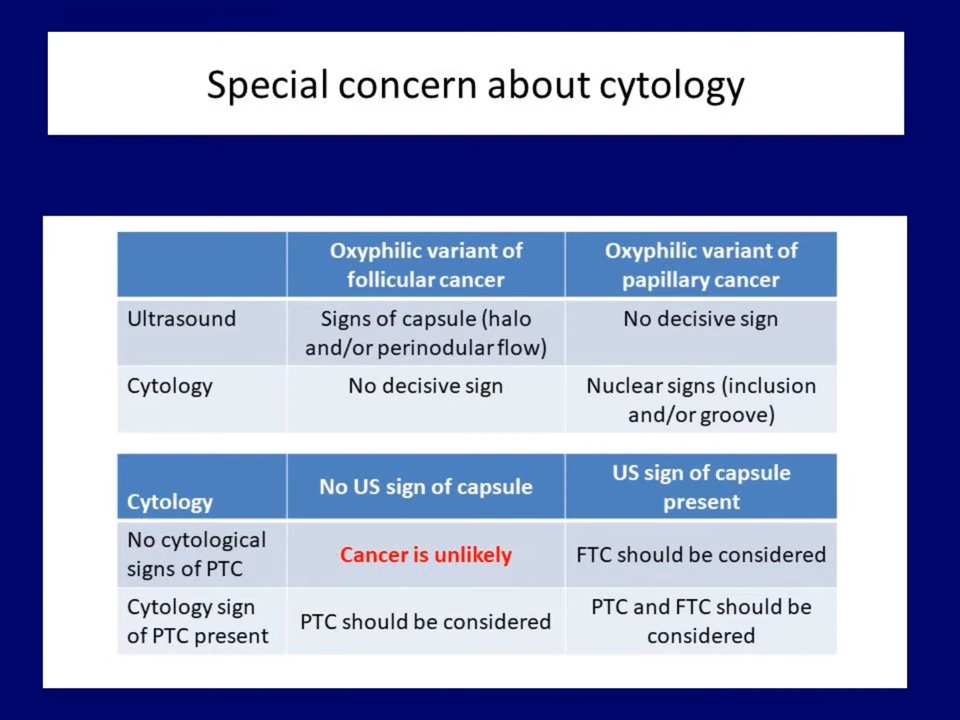 Special concern about cytology
Oxyphilic variant of follicular cancer
Oxyphilic variant of papillary cancer
Ultrasound
Signs of capsule (halo and/or perinodular flow)
No decisive sign
Cytology
No decisive sign
Nuclear signs (inclusion and/or groove)
Cytology
No US sign of capsule
US sign of capsule present
No cytological signs of PTC
Cancer is unlikely
FTC should be considered
Cytology sign of PTC present
PTC should be considered
PTC and FTC should be considered